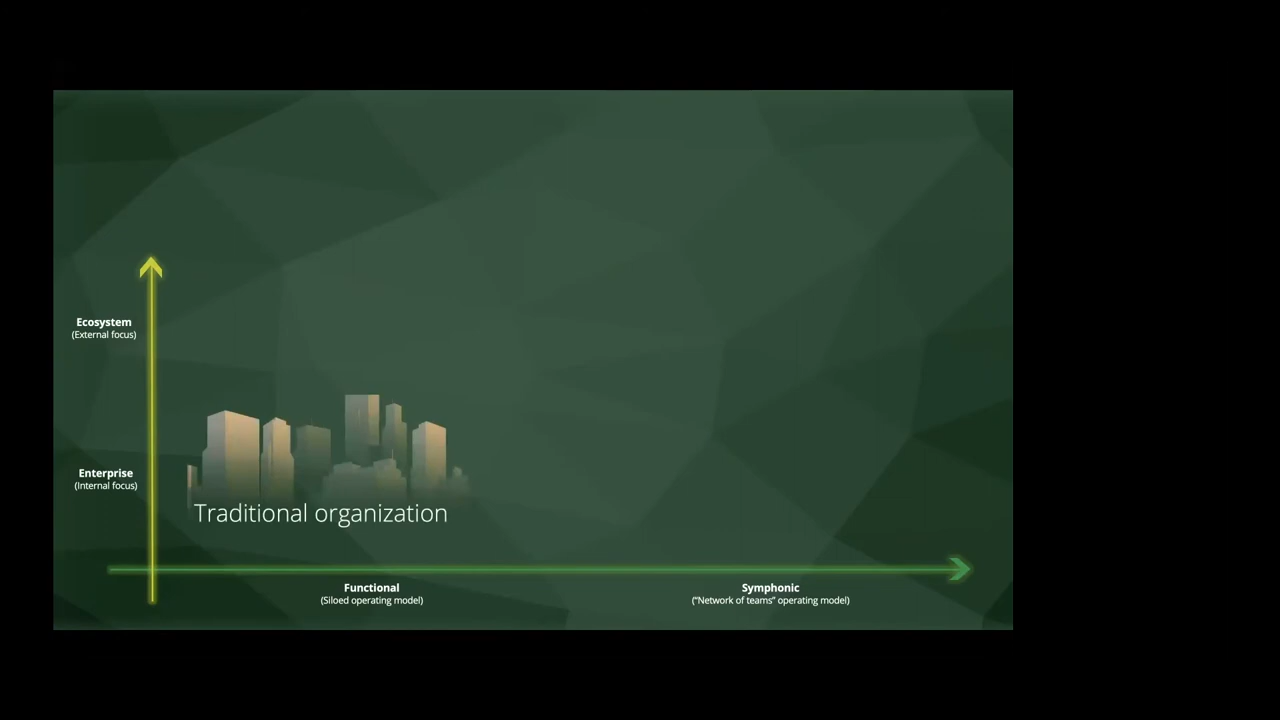 Ecosystem
(External focus)
Enterprise
(Internal focus)
Traditional organization
Functional
(Siloed operating model)
Symphonic
("Network of teams" operating model)